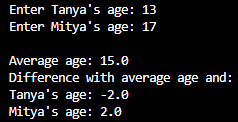 Enter Tanya's age: 13
Enter Mitya's age: 17
Average age: 15.0
Difference with average age and:
Tanya's age: -2.0
Mitya's age: 2.0